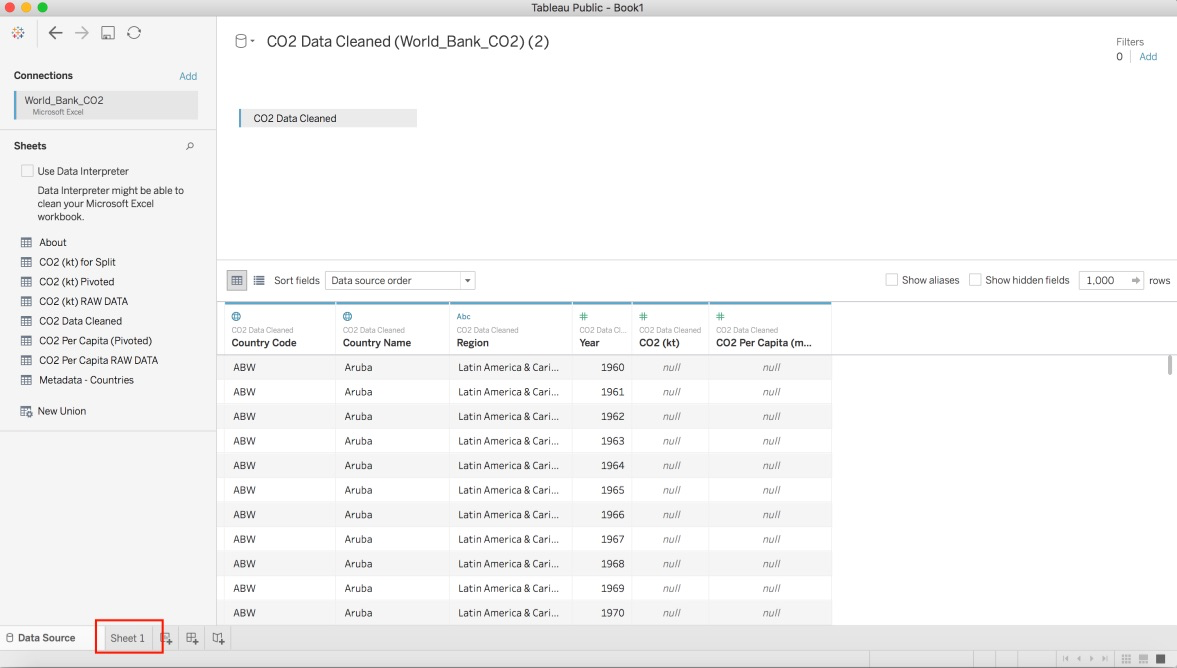 Tableau Public - Book1
CO2 Data Cleaned (World_Bank_CO2) (2)
Filters
0 Add
Connections Add
World_Bank_CO2
Microsoft Excel
CO2 Data Cleaned
Sheets
Use Data Interpreter
Data Interpreter might be able to
clean your Microsoft Excel
workbook.
About
CO2 (kt) for Split
CO2 (kt) Pivoted
CO2 (kt) RAW DATA
CO2 Data Cleaned
CO2 Per Capita (Pivoted)
CO2 Per Capita RAW DATA
Metadata - Countries
New Union
Sort fields Data source order Show aliases Show hidden fields 1,000 rows
Abc
CO2 Data Cleaned CO2 Data Cleaned CO2 Data Cleaned CO2 Data Cl... CO2 Data Cleaned CO2 Data Cleaned
Country Code Country Name Region Year CO2 (kt) CO2 Per Capita (m...
ABW Aruba Latin America & Cari... 1960 null null
ABW Aruba Latin America & Cari... 1961 null null
ABW Aruba Latin America & Cari... 1962 null null
ABW Aruba Latin America & Cari... 1963 null null
ABW Aruba Latin America & Cari... 1964 null null
ABW Aruba Latin America & Cari... 1965 null null
ABW Aruba Latin America & Cari... 1966 null null
ABW Aruba Latin America & Cari... 1967 null null
ABW Aruba Latin America & Cari... 1968 null null
ABW Aruba Latin America & Cari... 1969 null null
ABW Aruba Latin America & Cari... 1970 null null
Data Source Sheet 1